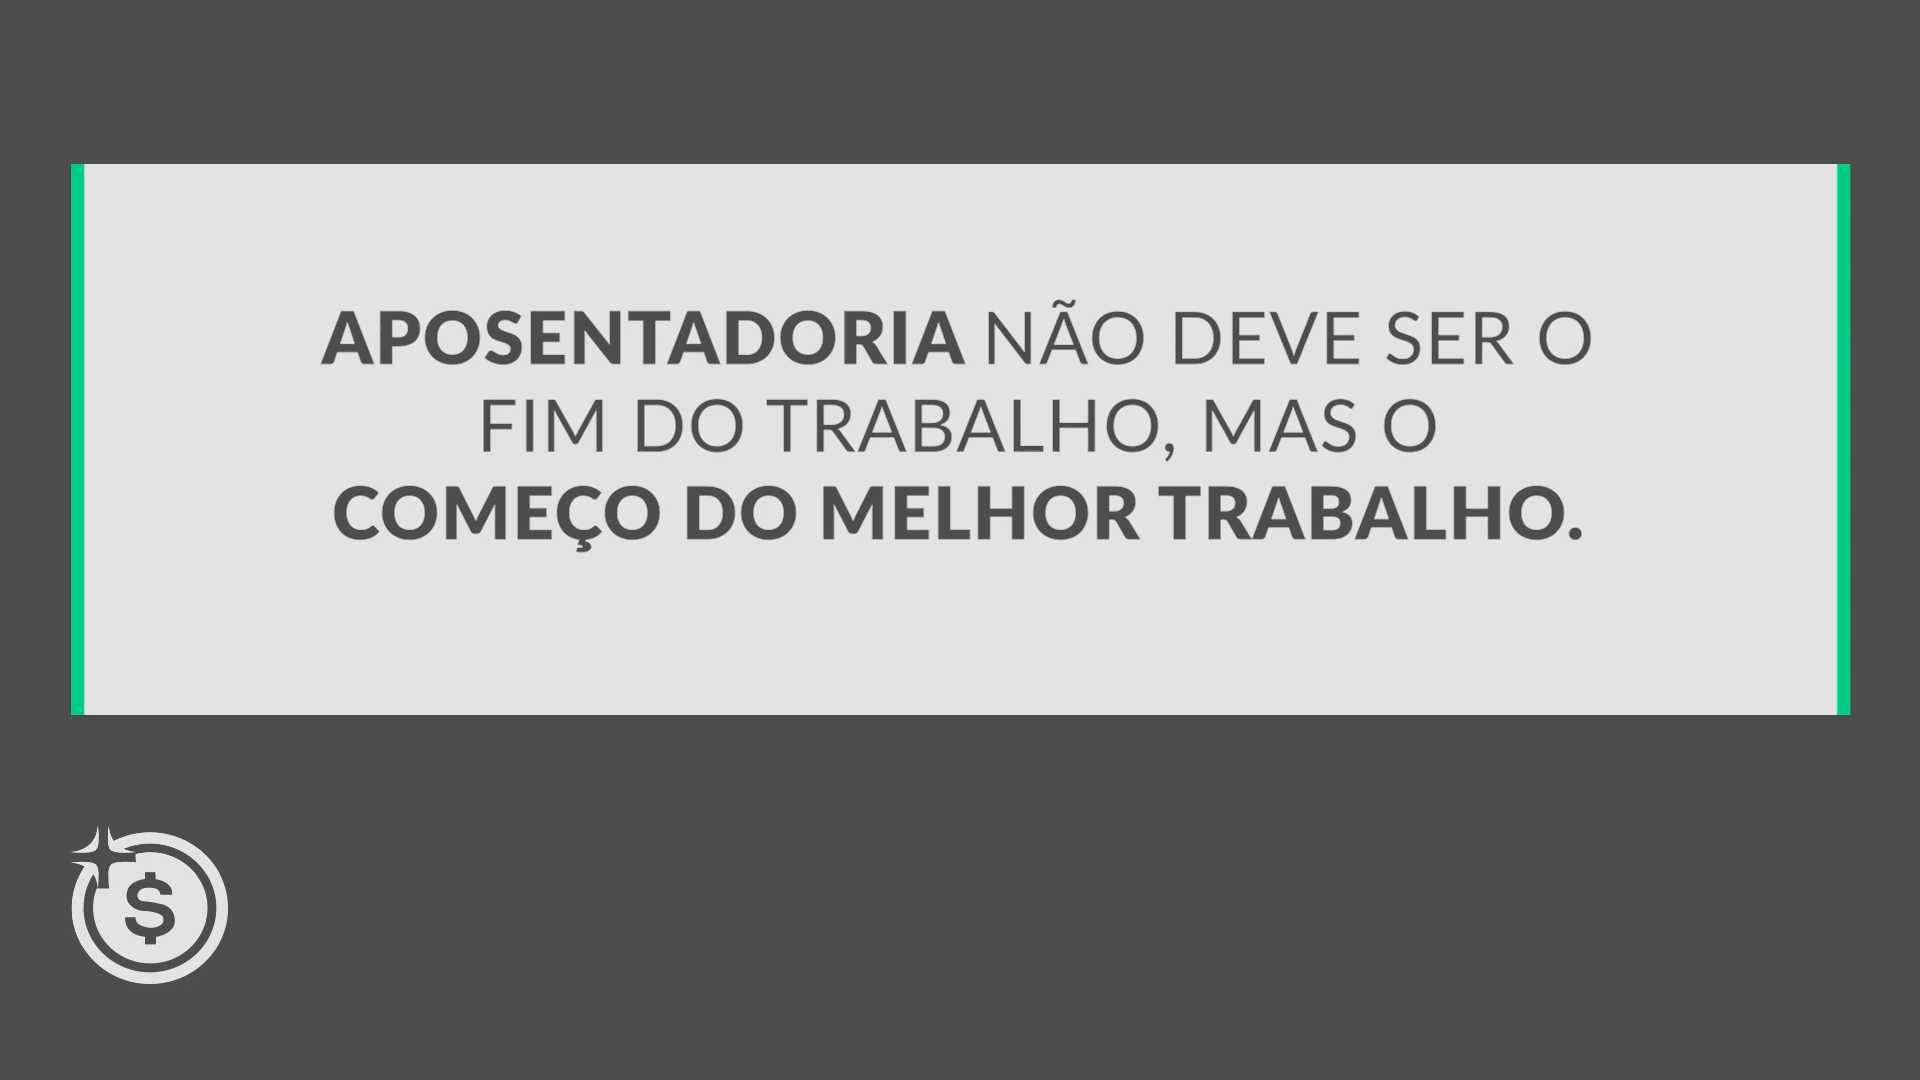 APOSENTADORIA NÃO DEVE SER O
FIM DO TRABALHO, MAS O
COMEÇO DO MELHOR TRABALHO.
$